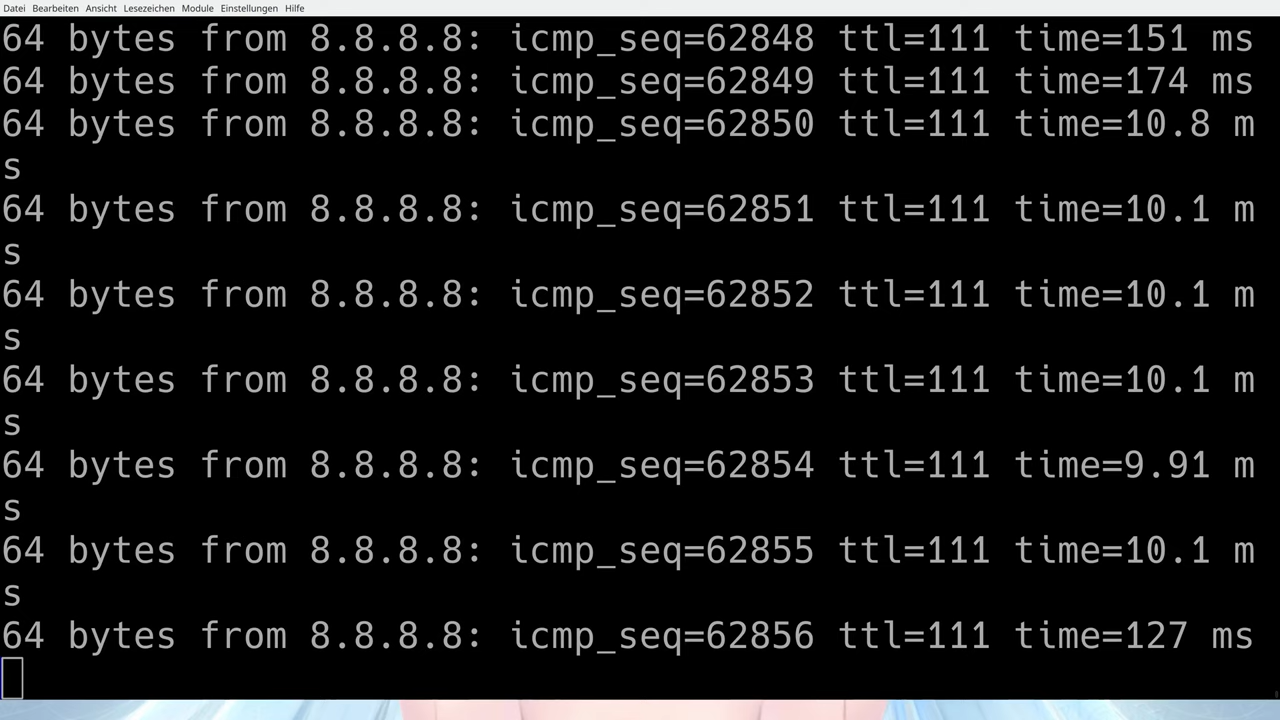 Datei Bearbeiten Ansicht Lesezeichen Module Einstellungen Hilfe
64 bytes from 8.8.8.8: icmp_seq=62848 ttl=111 time=151 ms
64 bytes from 8.8.8.8: icmp_seq=62849 ttl=111 time=174 ms
64 bytes from 8.8.8.8: icmp_seq=62850 ttl=111 time=10.8 m
s
64 bytes from 8.8.8.8: icmp_seq=62851 ttl=111 time=10.1 m
s
64 bytes from 8.8.8.8: icmp_seq=62852 ttl=111 time=10.1 m
s
64 bytes from 8.8.8.8: icmp_seq=62853 ttl=111 time=10.1 m
s
64 bytes from 8.8.8.8: icmp_seq=62854 ttl=111 time=9.91 m
s
64 bytes from 8.8.8.8: icmp_seq=62855 ttl=111 time=10.1 m
s
64 bytes from 8.8.8.8: icmp_seq=62856 ttl=111 time=127 ms